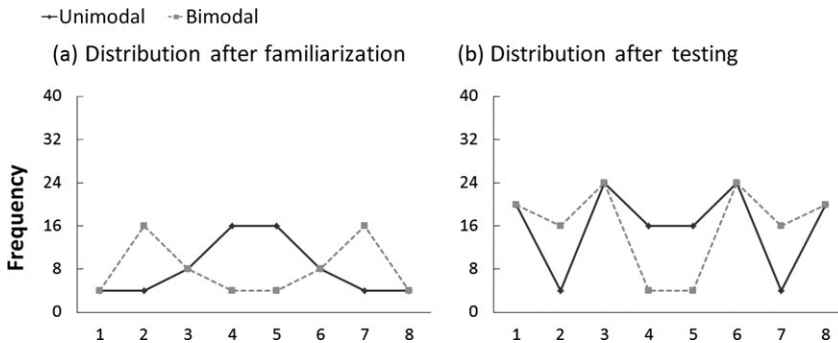 Unimodal Bimodal
(a) Distribution after familiarization
(b) Distribution after testing
Frequency
40
32
24
16
8
0
1 2 3 4 5 6 7 8
40
32
24
16
8
0
1 2 3 4 5 6 7 8